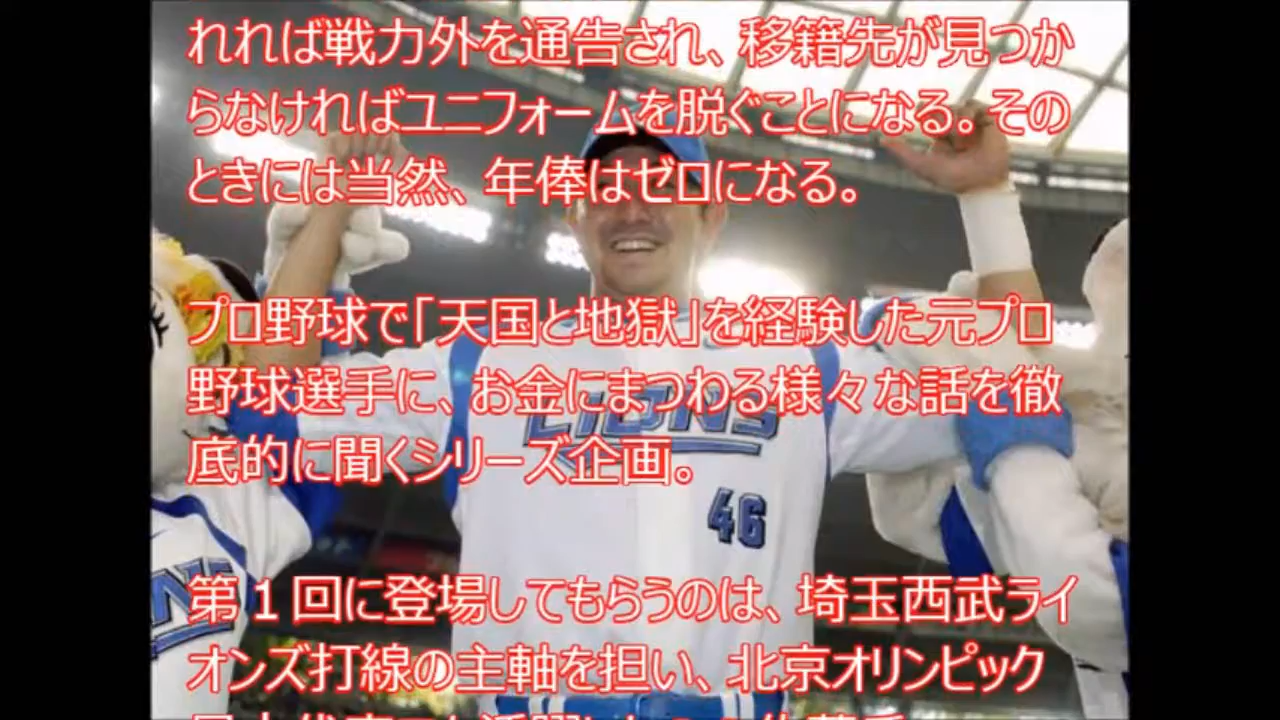 れれば戦力外を通告され、移籍先が見つか
らなければユニフォームを脱ぐことになる。その
ときには当然、年俸はゼロになる。
プロ野球で「天国と地獄」を経験した元プロ
野球選手に、お金にまつわる様々な話を徹
底的に聞くシリーズ企画。
LIONS
46
第1回に登場してもらうのは、埼玉西武ライ
オンズ打線の主軸を担い、北京オリンピック